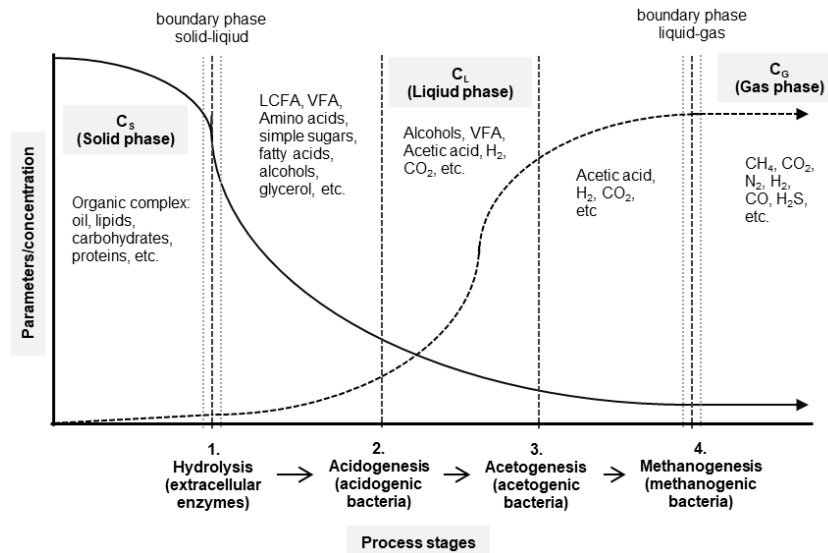 boundary phase
solid-liqiud
boundary phase
liquid-gas
C_S
(Solid phase)
LCFA, VFA,
Amino acids,
simple sugars,
fatty acids,
alcohols,
glycerol, etc.
C_L
(Liqiud phase)
C_G
(Gas phase)
Organic complex:
oil, lipids,
carbohydrates,
proteins, etc.
Alcohols, VFA,
Acetic acid, H₂,
CO₂, etc.
Acetic acid,
H₂, CO₂,
etc
CH₄, CO₂,
N₂, H₂,
CO, H₂S,
etc.
Parameters/concentration
1.
Hydrolysis
(extracellular
enzymes)
2.
Acidogenesis
(acidogenic
bacteria)
3.
Acetogenesis
(acetogenic
bacteria)
4.
Methanogenesis
(methanogenic
bacteria)
Process stages